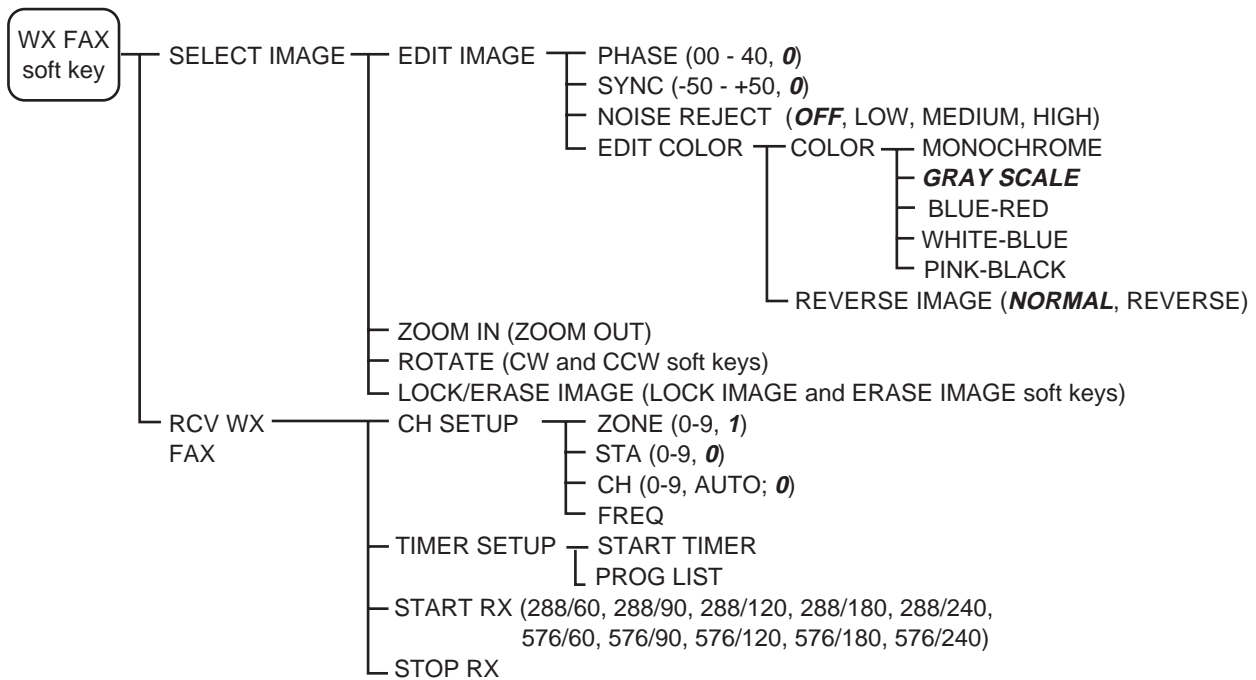 WX FAX
soft key
SELECT IMAGE
EDIT IMAGE
PHASE (00 - 40, 0)
SYNC (-50 - +50, 0)
NOISE REJECT (OFF, LOW, MEDIUM, HIGH)
EDIT COLOR
COLOR
MONOCHROME
GRAY SCALE
BLUE-RED
WHITE-BLUE
PINK-BLACK
REVERSE IMAGE (NORMAL, REVERSE)
ZOOM IN (ZOOM OUT)
ROTATE (CW and CCW soft keys)
LOCK/ERASE IMAGE (LOCK IMAGE and ERASE IMAGE soft keys)
RCV WX
FAX
CH SETUP
ZONE (0-9, 1)
STA (0-9, 0)
CH (0-9, AUTO; 0)
FREQ
TIMER SETUP
START TIMER
PROG LIST
START RX (288/60, 288/90, 288/120, 288/180, 288/240,
576/60, 576/90, 576/120, 576/180, 576/240)
STOP RX